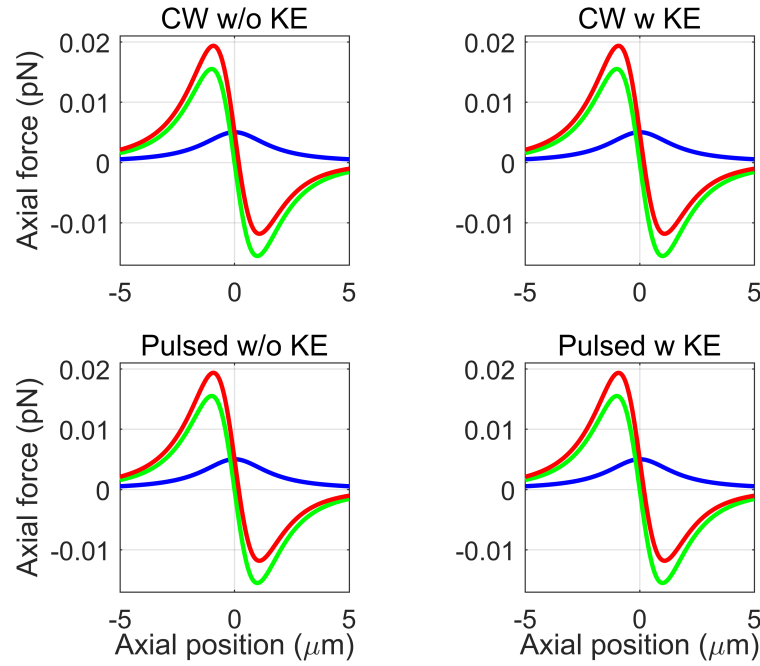 CW w/o KE
CW w KE
Axial force (pN)
0.02
0.01
0
-0.01
-5 0 5
0.02
0.01
0
-0.01
-5 0 5
Pulsed w/o KE
Pulsed w KE
Axial force (pN)
0.02
0.01
0
-0.01
-5 0 5
Axial position (μm)
0.02
0.01
0
-0.01
-5 0 5
Axial position (μm)